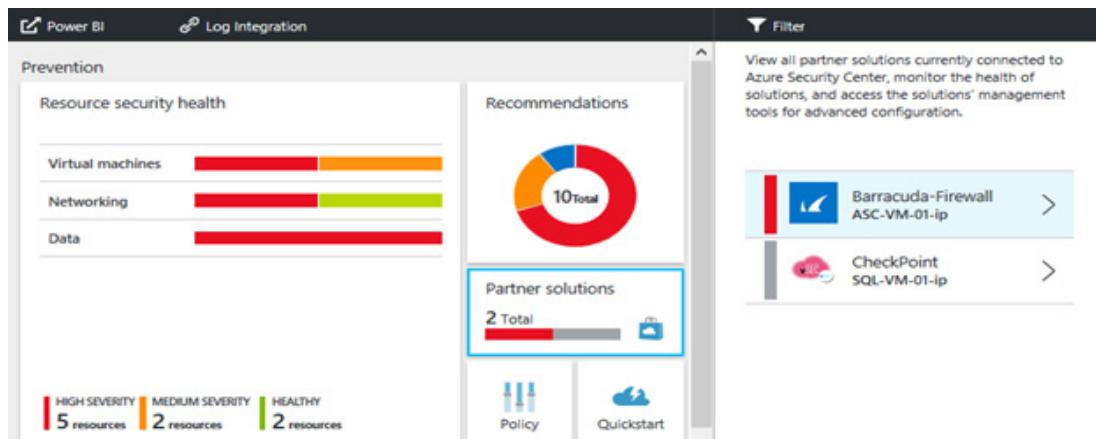 Power BI
Log Integration
Filter
Prevention
Resource security health
Virtual machines
Networking
Data
HIGH SEVERITY
5 resources
MEDIUM SEVERITY
2 resources
HEALTHY
2 resources
Recommendations
10 Total
Partner solutions
2 Total
Policy
Quickstart
View all partner solutions currently connected to
Azure Security Center, monitor the health of
solutions, and access the solutions' management
tools for advanced configuration.
Barracuda-Firewall
ASC-VM-01-ip
CheckPoint
SQL-VM-01-ip